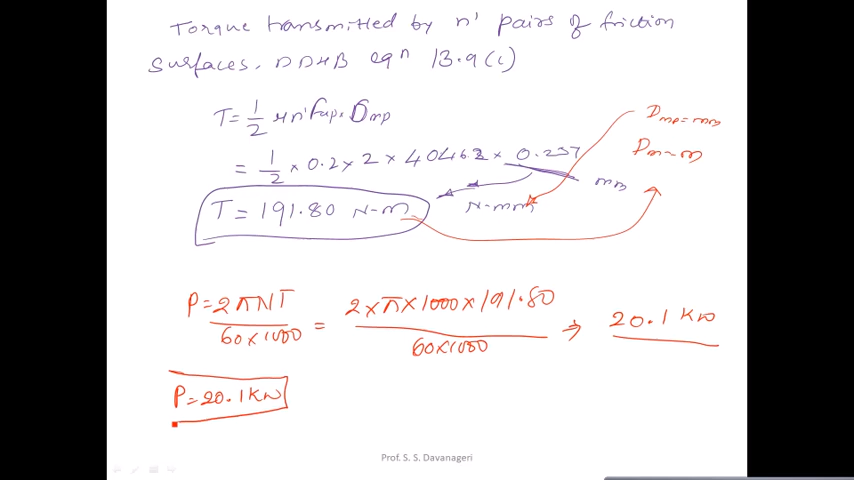 Torque transmitted by n' pairs of friction
surfaces. DDHB eqⁿ 13.9(c)
T = 1/2 μn'Fap. Dmp
= 1/2 × 0.2 × 2 × 4046.2 × 0.237
Dmp = mm
Dm = m
mm
T = 191.80 N-m
N-mm
P = 2πNT / 60×1000 = 2×π×1000×191.80 / 60×1000 ⇒ 20.1 KW
P = 20.1 KW
Prof. S. S. Davanageri